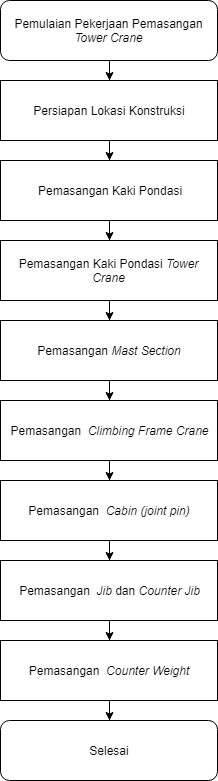 Pemulaian Pekerjaan Pemasangan
Tower Crane
Persiapan Lokasi Konstruksi
Pemasangan Kaki Pondasi
Pemasangan Kaki Pondasi Tower
Crane
Pemasangan Mast Section
Pemasangan Climbing Frame Crane
Pemasangan Cabin (joint pin)
Pemasangan Jib dan Counter Jib
Pemasangan Counter Weight
Selesai